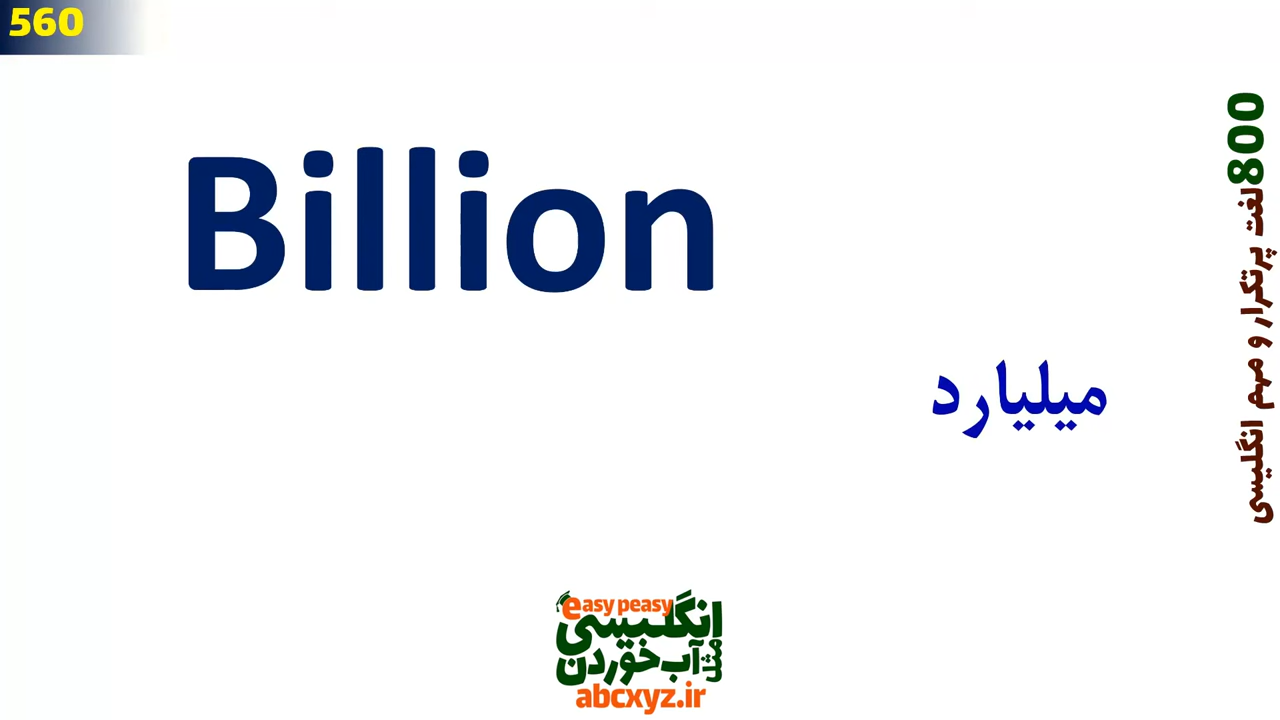 560
Billion
میلیارد
800 لغت پرتکرار و مهم انگلیسی
easy peasy
انگلیسی
مثل آب خوردن
abcxyz.ir